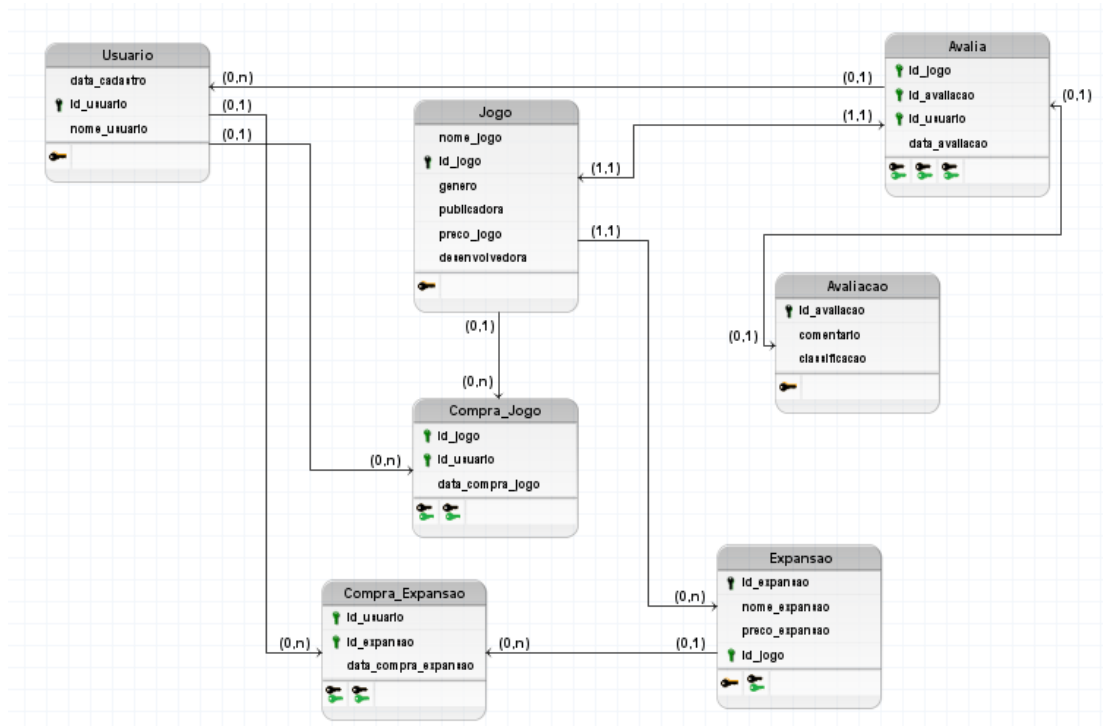 Usuario
data_cadastro
id_usuario
nome_usuario
(0,n)
(0,1)
(0,1)
Jogo
nome_jogo
id_jogo
genero
publicadora
preco_jogo
desenvolvedora
(1,1)
(1,1)
(0,1)
Avalia
id_jogo
id_avaliacao
id_usuario
data_avaliacao
(0,1)
(1,1)
(0,1)
Avaliacao
id_avaliacao
comentario
classificacao
(0,1)
(0,n)
Compra_Jogo
id_jogo
id_usuario
data_compra_jogo
(0,n)
Compra_Expansao
id_usuario
id_expansao
data_compra_expansao
(0,n)
(0,n)
Expansao
id_expansao
nome_expansao
preco_expansao
id_jogo
(0,n)
(0,1)